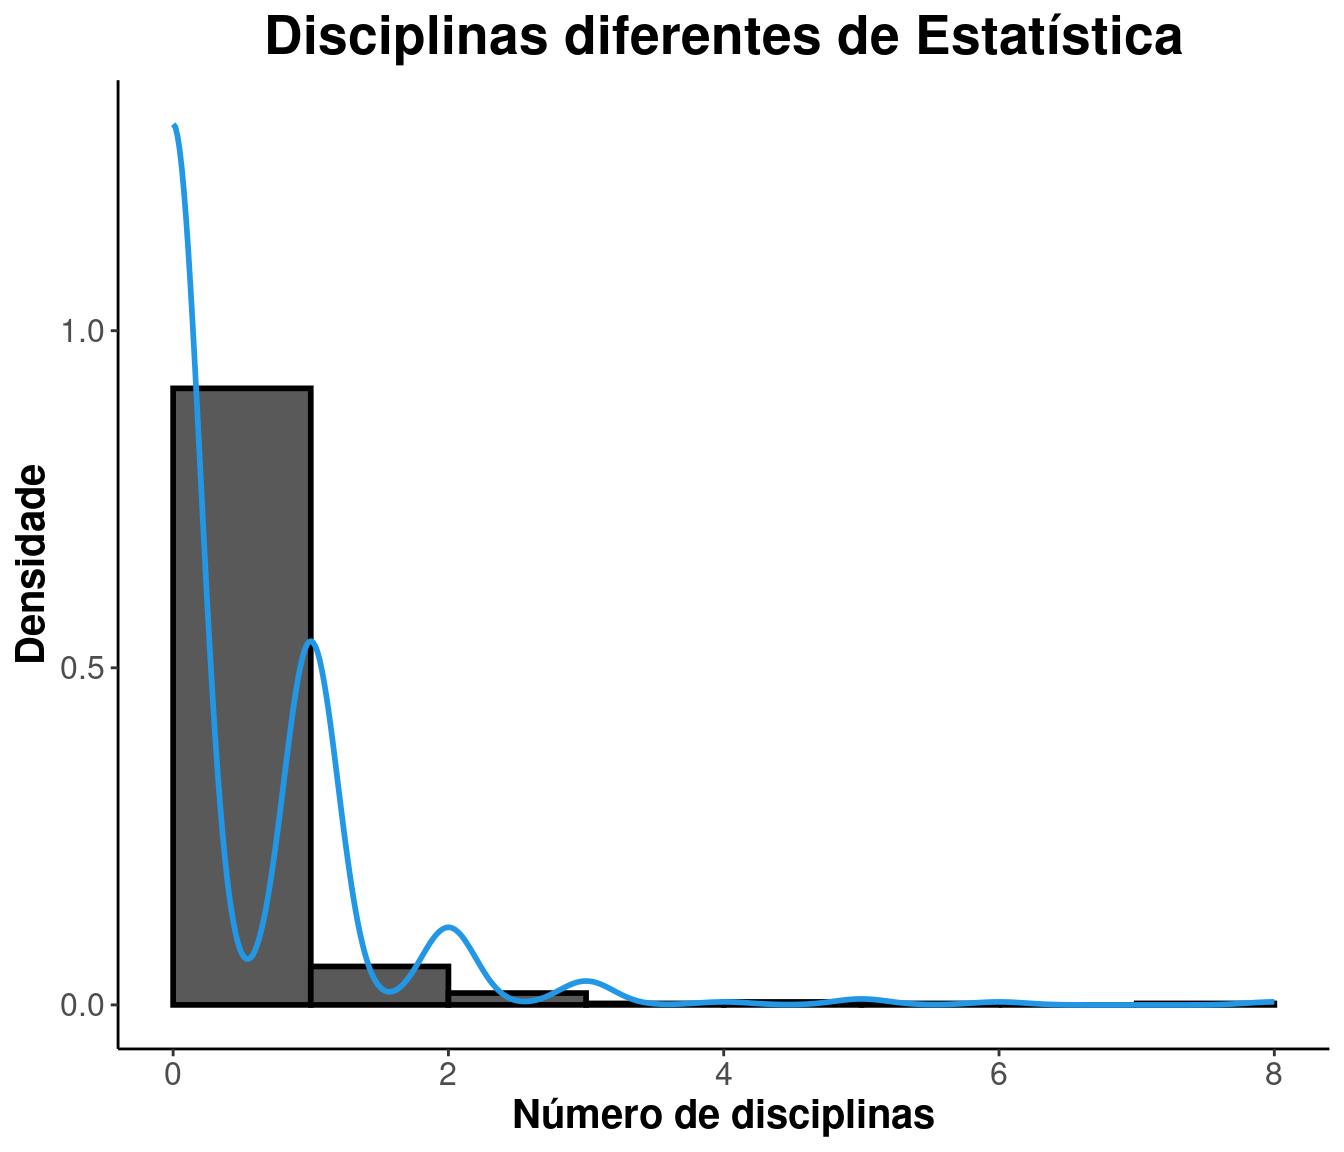 Disciplinas diferentes de Estatística
Densidade
1.0
0.5
0.0
0 2 4 6 8
Número de disciplinas